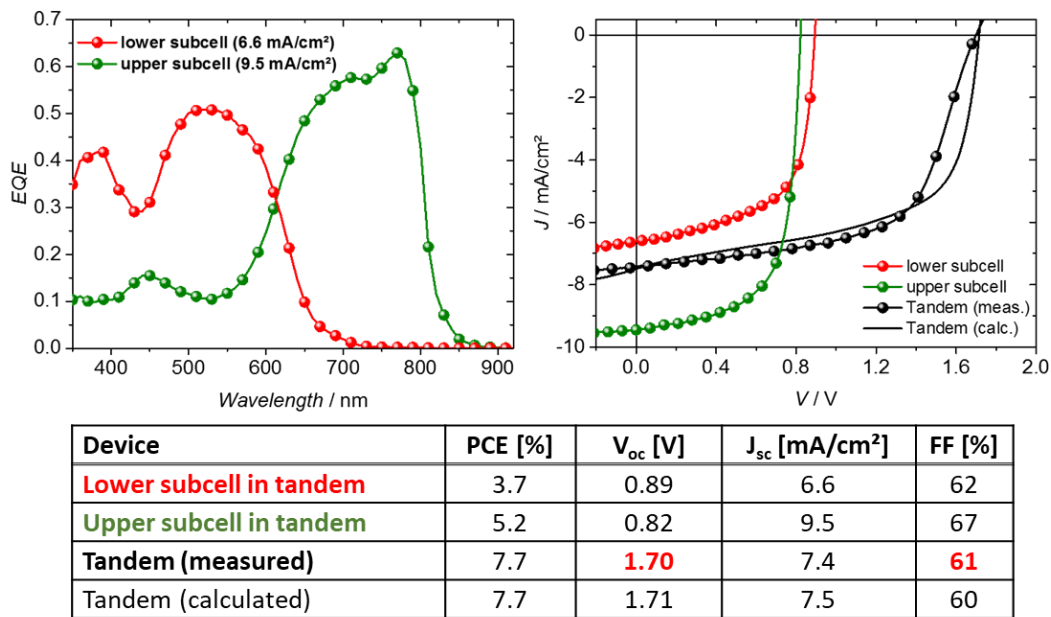 0.7
0.6
0.5
0.4
0.3
0.2
0.1
0.0
EQE
lower subcell (6.6 mA/cm²)
upper subcell (9.5 mA/cm²)
400 500 600 700 800 900
Wavelength / nm
0
-2
-4
-6
-8
-10
J / mA/cm²
lower subcell
upper subcell
Tandem (meas.)
Tandem (calc.)
0.0 0.4 0.8 1.2 1.6 2.0
V / V
Device PCE [%] Voc [V] Jsc [mA/cm²] FF [%]
Lower subcell in tandem 3.7 0.89 6.6 62
Upper subcell in tandem 5.2 0.82 9.5 67
Tandem (measured) 7.7 1.70 7.4 61
Tandem (calculated) 7.7 1.71 7.5 60